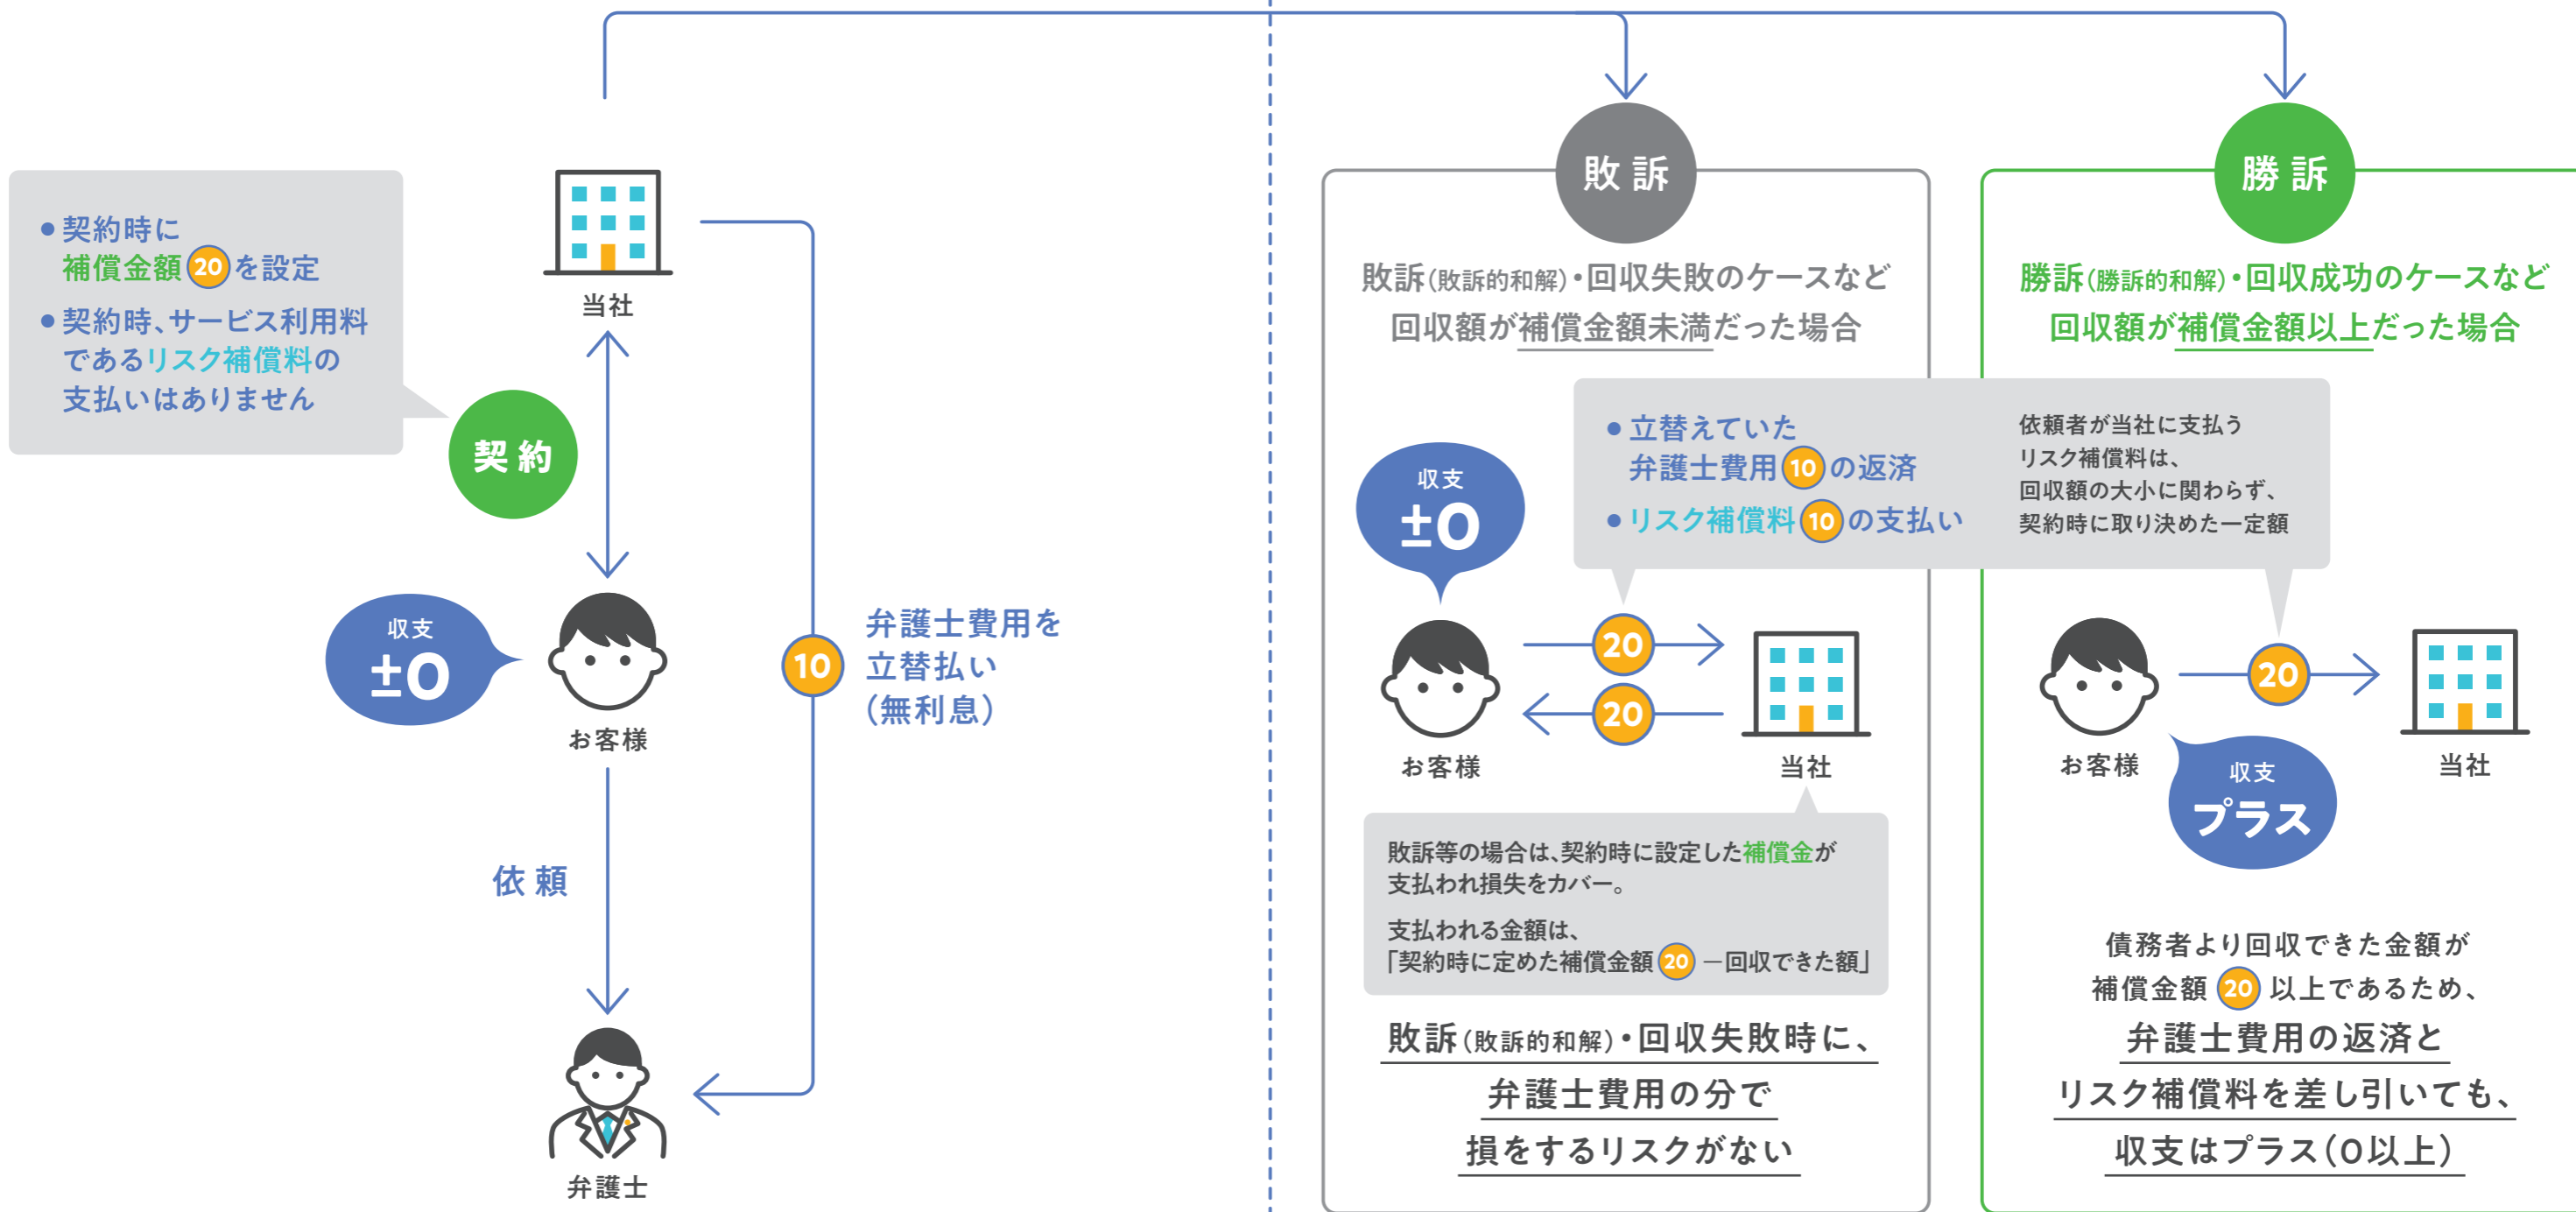 当社
●契約時に
補償金額20を設定
●契約時、サービス利用料
であるリスク補償料の
支払いはありません
契約
収支
±0
お客様
10
弁護士費用を
立替払い
(無利息)
依頼
弁護士
敗訴
敗訴(敗訴的和解)・回収失敗のケースなど
回収額が補償金額未満だった場合
勝訴
勝訴(勝訴的和解)・回収成功のケースなど
回収額が補償金額以上だった場合
●立替えていた
弁護士費用10の返済
●リスク補償料10の支払い
依頼者が当社に支払う
リスク補償料は、
回収額の大小に関わらず、
契約時に取り決めた一定額
収支
±0
20
20
お客様
当社
敗訴等の場合は、契約時に設定した補償金が
支払われ損失をカバー。
支払われる金額は、
「契約時に定めた補償金額20－回収できた額」
敗訴(敗訴的和解)・回収失敗時に、
弁護士費用の分で
損をするリスクがない
20
お客様
当社
収支
プラス
債務者より回収できた金額が
補償金額20以上であるため、
弁護士費用の返済と
リスク補償料を差し引いても、
収支はプラス(0以上)